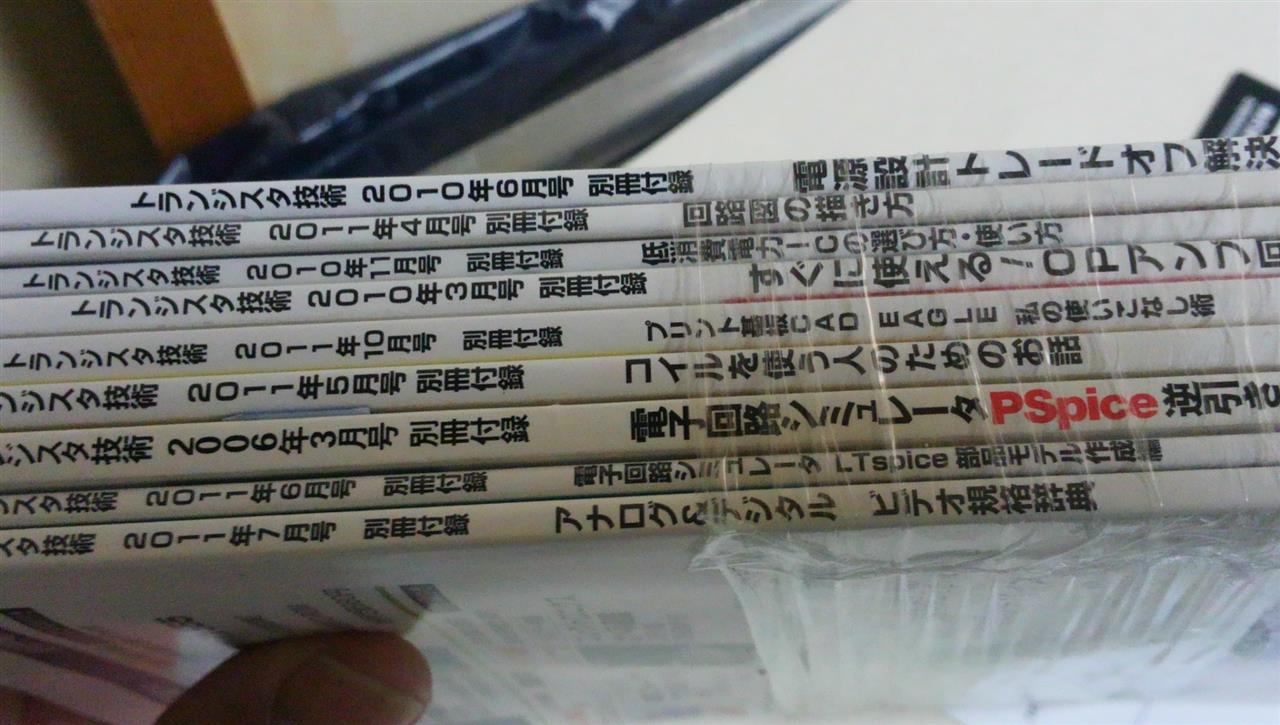 トランジスタ技術 2010年6月号 別冊付録 電源設計トレードオフ解決
トランジスタ技術 2011年4月号 別冊付録 回路図の描き方
トランジスタ技術 2010年11月号 別冊付録 低消費電力ICの選び方・使い方
トランジスタ技術 2010年3月号 別冊付録 すぐに使える!OPアンプ回
トランジスタ技術 2011年10月号 別冊付録 プリント基板CAD EAGLE 私の使いこなし術
ンジスタ技術 2011年5月号 別冊付録 コイルを使う人のためのお話
ジスタ技術 2006年3月号 別冊付録 電子回路シミュレータPSpice逆引き
スタ技術 2011年6月号 別冊付録 電子回路シミュレータ LTspice 部品モデル作成編
スタ技術 2011年7月号 別冊付録 アナログ&デジタル ビデオ規格辞典